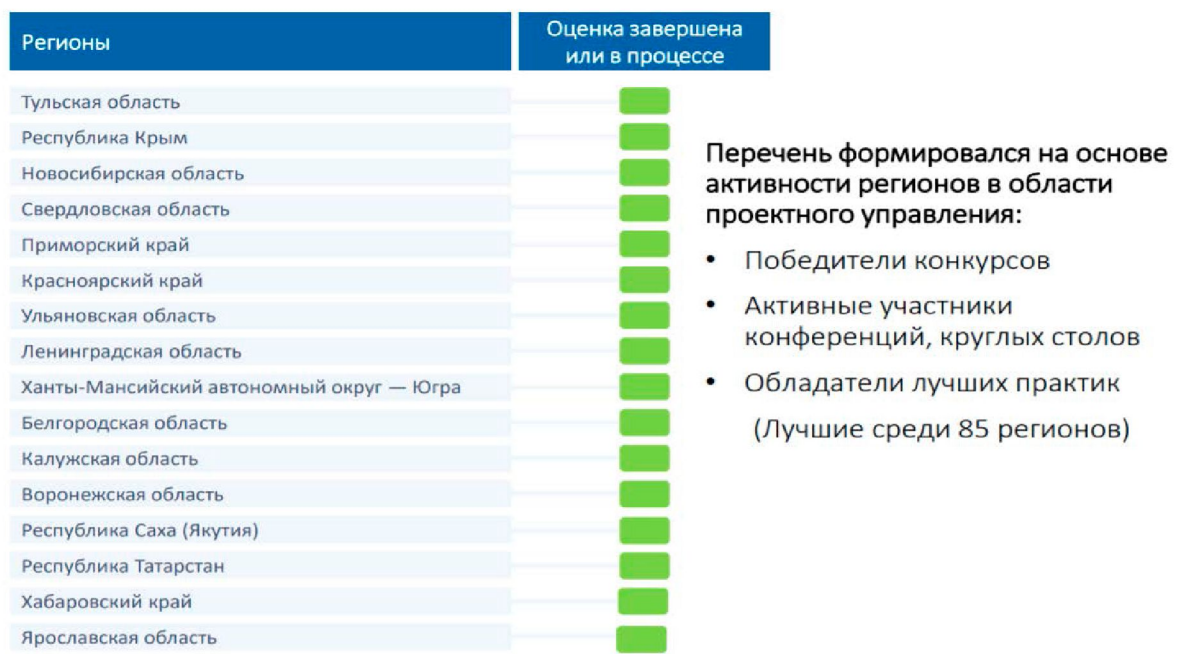 Регионы
Оценка завершена
или в процессе
Тульская область
Республика Крым
Новосибирская область
Свердловская область
Приморский край
Красноярский край
Ульяновская область
Ленинградская область
Ханты-Мансийский автономный округ — Югра
Белгородская область
Калужская область
Воронежская область
Республика Саха (Якутия)
Республика Татарстан
Хабаровский край
Ярославская область
Перечень формировался на основе
активности регионов в области
проектного управления:
• Победители конкурсов
• Активные участники
конференций, круглых столов
• Обладатели лучших практик
(Лучшие среди 85 регионов)